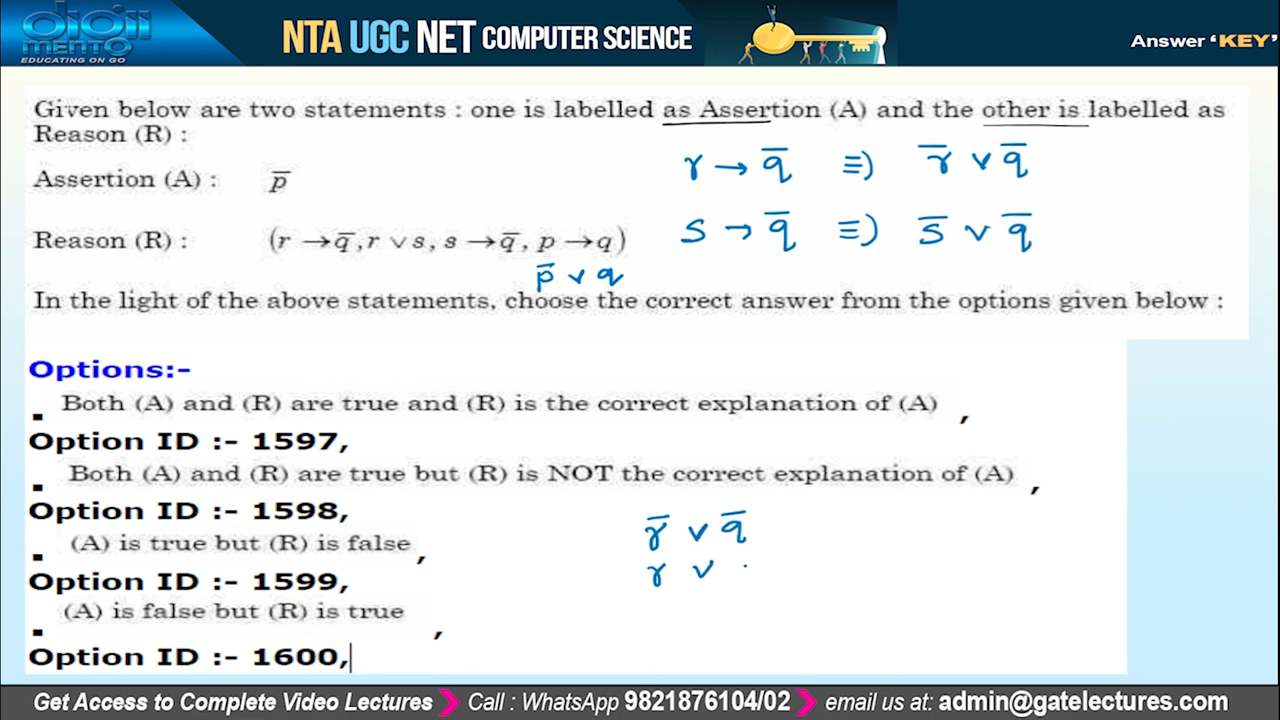 didi
MENTO
EDUCATING ON GO
NTA UGC NET COMPUTER SCIENCE
Answer ‘KEY’
Given below are two statements : one is labelled as Assertion (A) and the other is labelled as
Reason (R) :
Assertion (A) : p̅
Reason (R) : (r →q̅, r ∨ s, s →q̅, p →q)
r → q̅ ≡) r̅ ∨ q̅
s → q̅ ≡) s̅ ∨ q̅
p̅ ∨ q
In the light of the above statements, choose the correct answer from the options given below :
Options:-
Both (A) and (R) are true and (R) is the correct explanation of (A) ,
Option ID :- 1597,
Both (A) and (R) are true but (R) is NOT the correct explanation of (A) ,
Option ID :- 1598,
(A) is true but (R) is false ,
Option ID :- 1599,
(A) is false but (R) is true ,
Option ID :- 1600,
r̅ ∨ q̅
r ∨
Get Access to Complete Video Lectures Call : WhatsApp 9821876104/02 email us at: admin@gatelectures.com